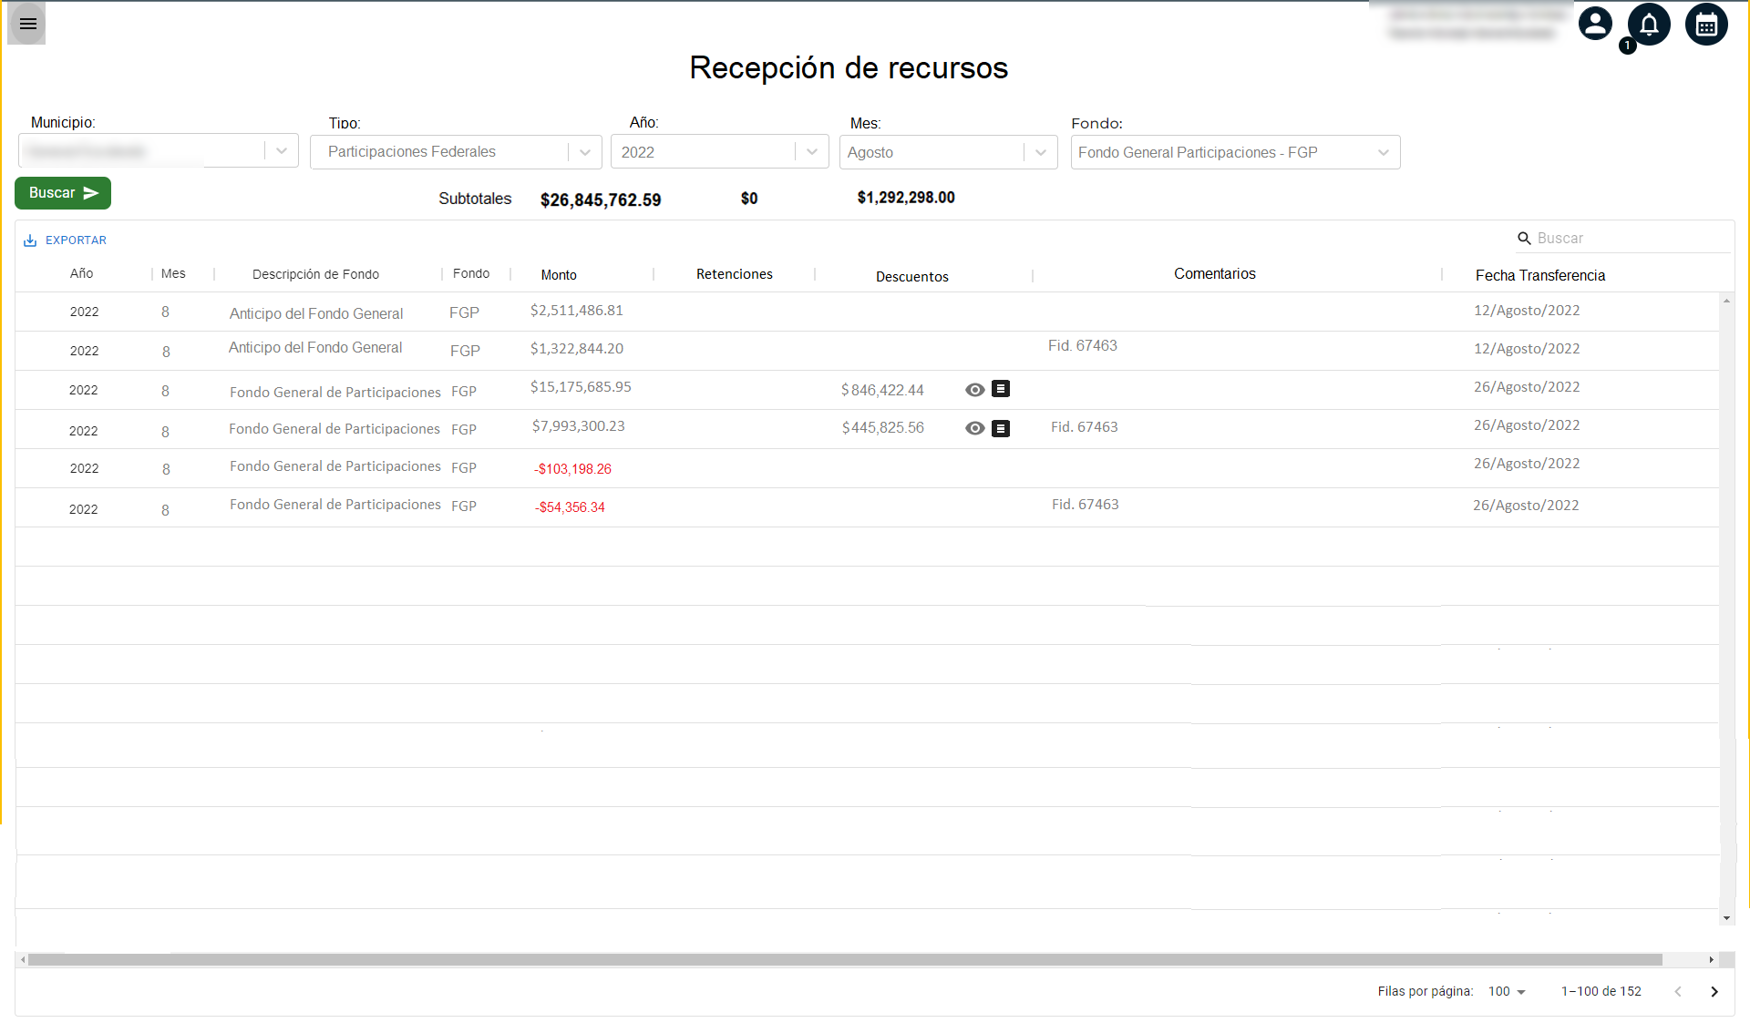 1
Recepción de recursos
Municipio: Tipo: Año: Mes: Fondo:
Participaciones Federales 2022 Agosto Fondo General Participaciones - FGP
Buscar Subtotales $26,845,762.59 $0 $1,292,298.00
EXPORTAR Buscar
Año Mes Descripción de Fondo Fondo Monto Retenciones Descuentos Comentarios Fecha Transferencia
2022 8 Anticipo del Fondo General FGP $2,511,486.81 12/Agosto/2022
2022 8 Anticipo del Fondo General FGP $1,322,844.20 Fid. 67463 12/Agosto/2022
2022 8 Fondo General de Participaciones FGP $15,175,685.95 $846,422.44 26/Agosto/2022
2022 8 Fondo General de Participaciones FGP $7,993,300.23 $445,825.56 Fid. 67463 26/Agosto/2022
2022 8 Fondo General de Participaciones FGP -$103,198.26 26/Agosto/2022
2022 8 Fondo General de Participaciones FGP -$54,356.34 Fid. 67463 26/Agosto/2022
Filas por página: 100 1–100 de 152